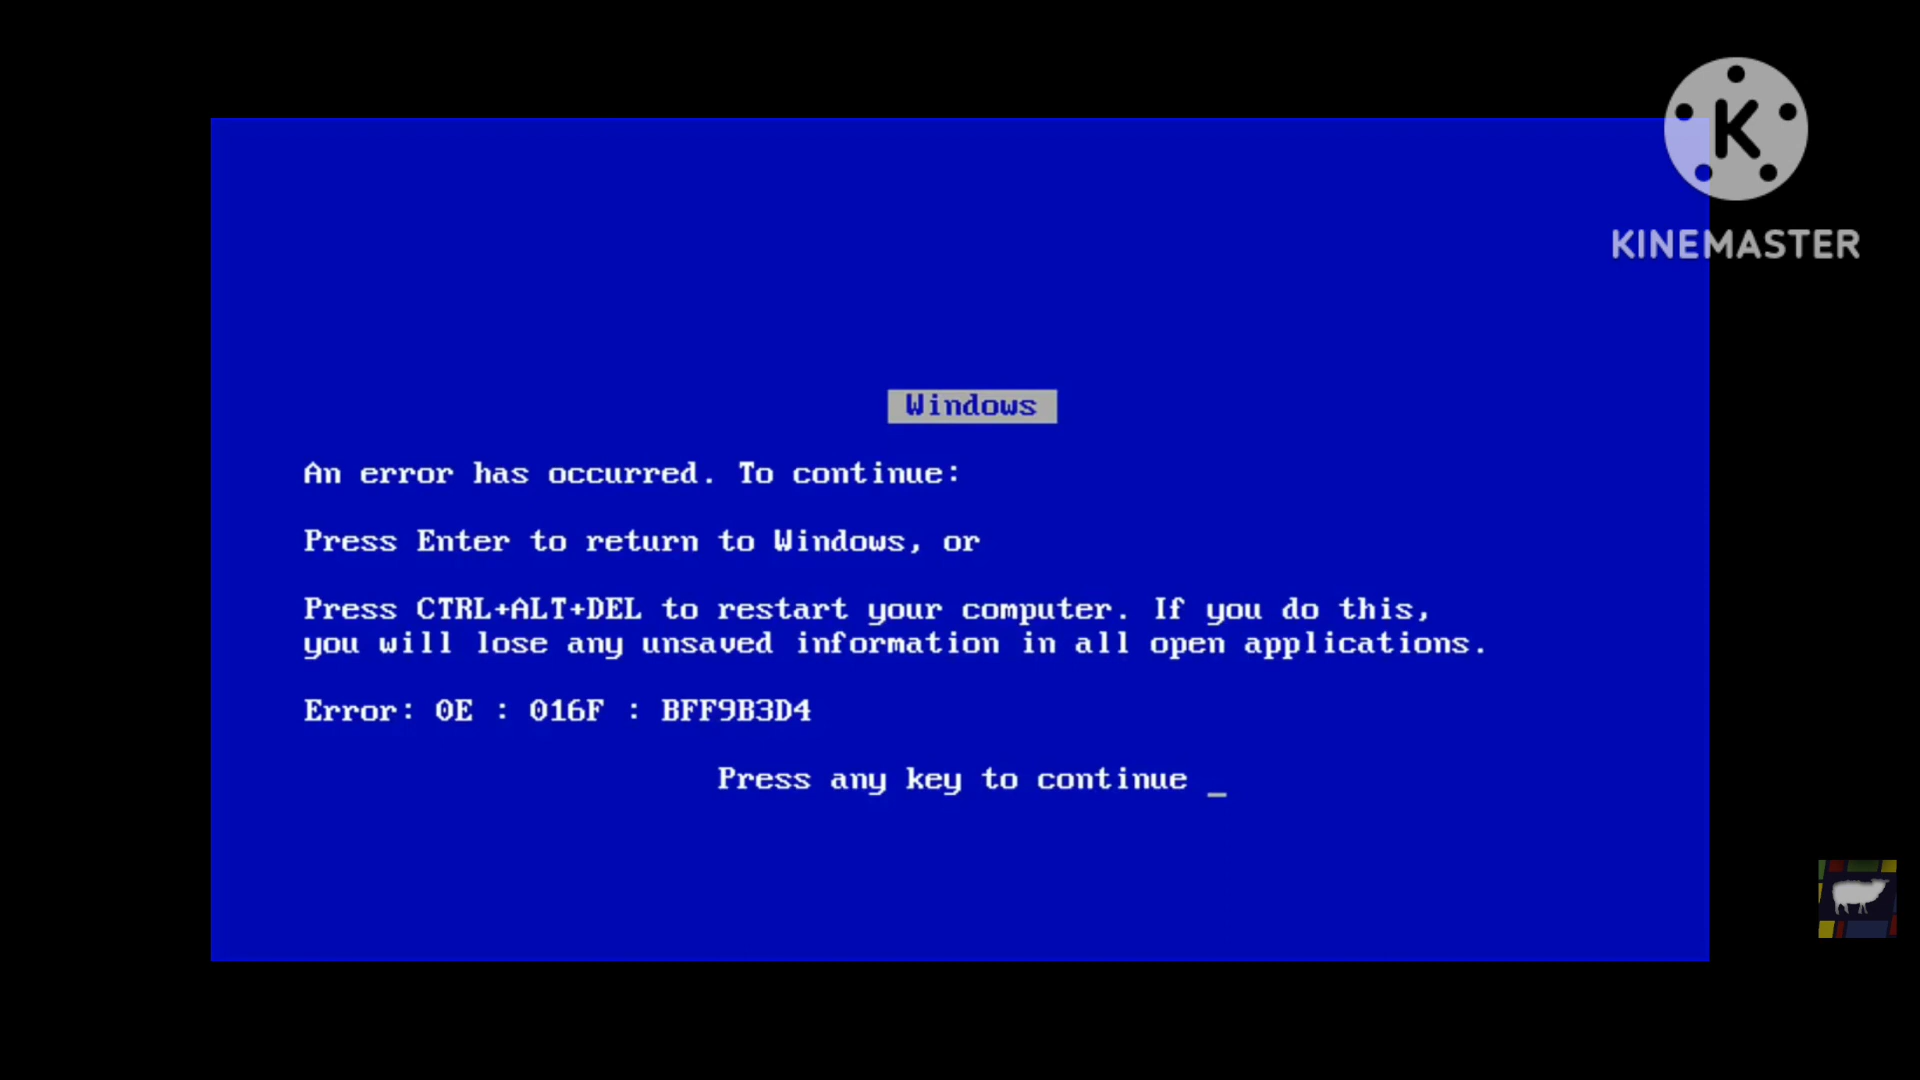 K
KINEMASTER
Windows
An error has occurred. To continue:
Press Enter to return to Windows, or
Press CTRL+ALT+DEL to restart your computer. If you do this,
you will lose any unsaved information in all open applications.
Error: 0E : 016F : BFF9B3D4
Press any key to continue _